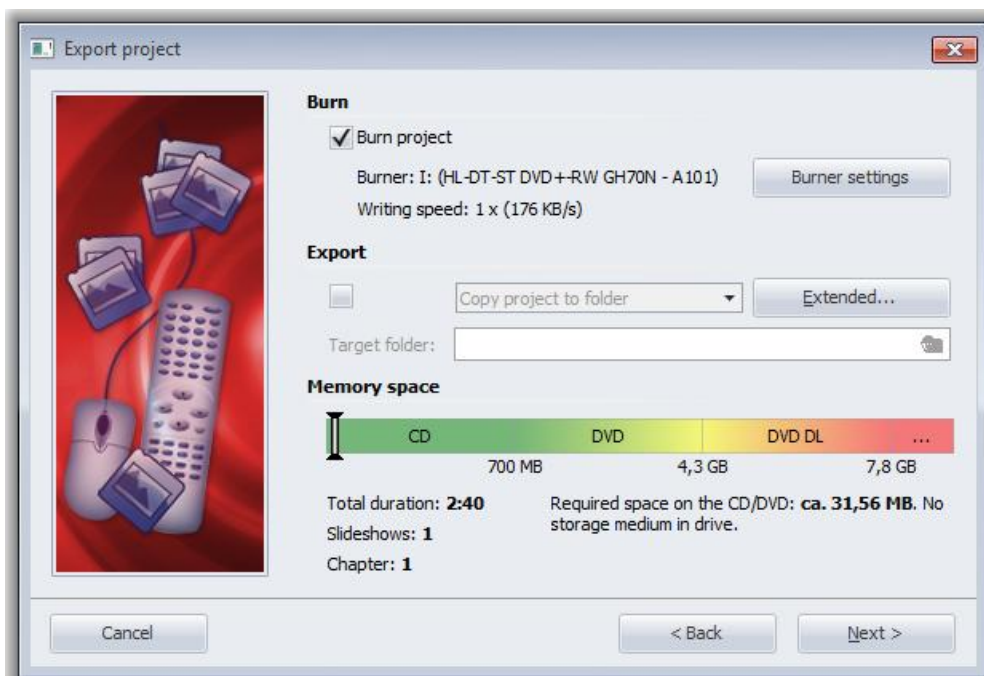 Export project
Burn
Burn project
Burner: I: (HL-DT-ST DVD+-RW GH70N - A101)
Burner settings
Writing speed: 1 x (176 KB/s)
Export
Copy project to folder
Extended...
Target folder:
Memory space
CD DVD DVD DL ...
700 MB 4,3 GB 7,8 GB
Total duration: 2:40
Required space on the CD/DVD: ca. 31,56 MB. No
storage medium in drive.
Slideshows: 1
Chapter: 1
Cancel
< Back
Next >